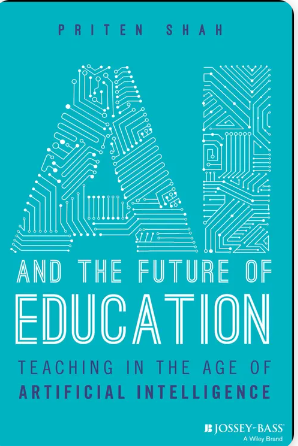 PRITEN SHAH
AI
AND THE FUTURE OF
EDUCATION
TEACHING IN THE AGE OF
ARTIFICIAL INTELLIGENCE
JOSSEY-BASS
A Wiley Brand